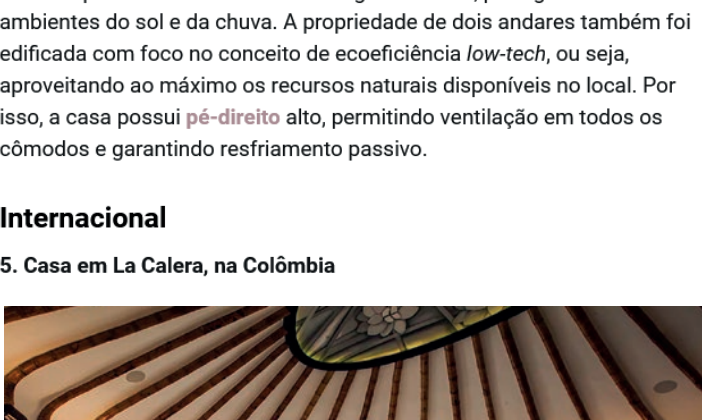 ambientes do sol e da chuva. A propriedade de dois andares também foi
edificada com foco no conceito de ecoeficiência low-tech, ou seja,
aproveitando ao máximo os recursos naturais disponíveis no local. Por
isso, a casa possui pé-direito alto, permitindo ventilação em todos os
cômodos e garantindo resfriamento passivo.
Internacional
5. Casa em La Calera, na Colômbia